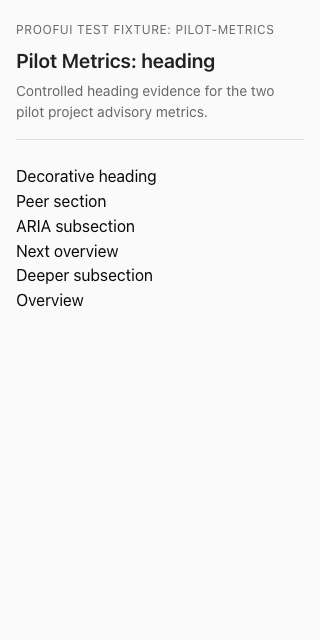 PROOFUI TEST FIXTURE: PILOT-METRICS
Pilot Metrics: heading
Controlled heading evidence for the two
pilot project advisory metrics.
Decorative heading
Peer section
ARIA subsection
Next overview
Deeper subsection
Overview